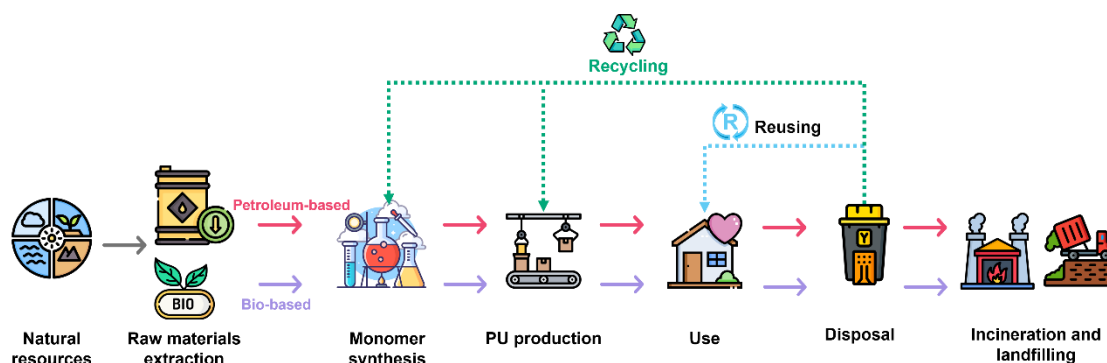 Recycling
R Reusing
Petroleum-based
BIO
Bio-based
Y
Natural
resources
Raw materials
extraction
Monomer
synthesis
PU production
Use
Disposal
Incineration and
landfilling